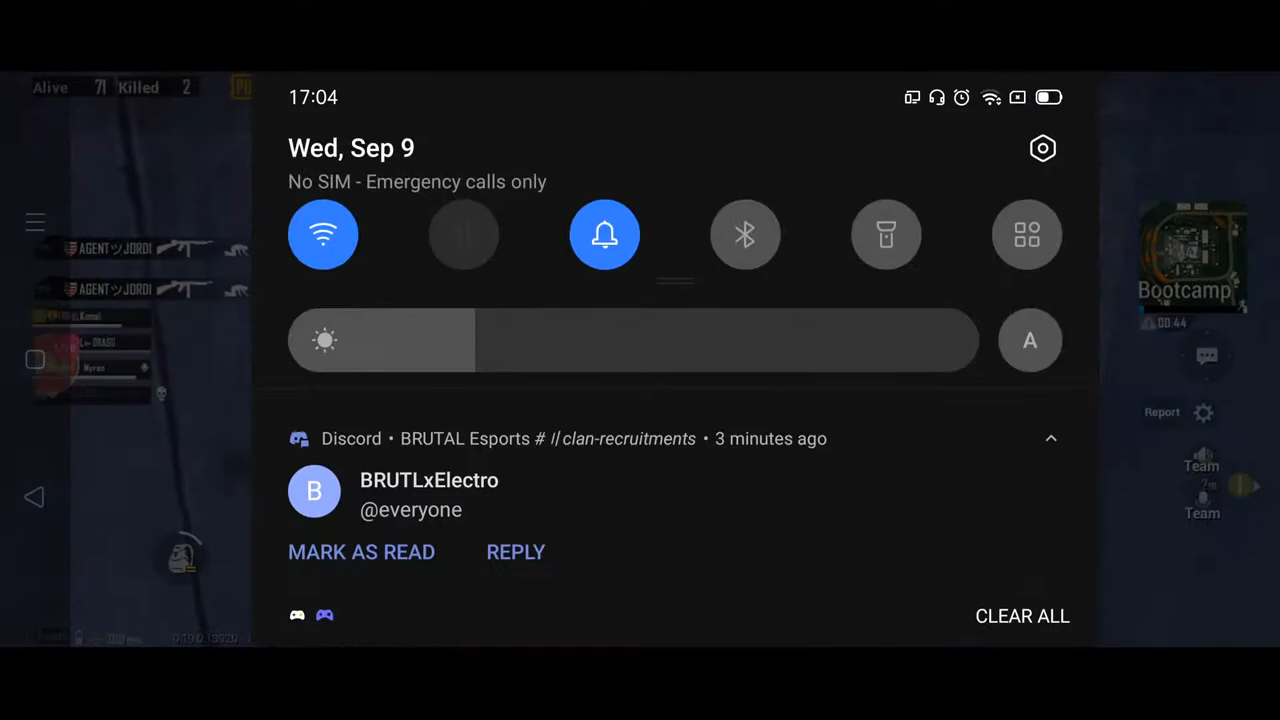 Alive 71 Killed 2
17:04
Wed, Sep 9
No SIM - Emergency calls only
AGENTツJORDI
AGENTツJORDI
Komali
DRAGO
Myron
A
Bootcamp
00:44
Report
Team
Team
Discord • BRUTAL Esports # //clan-recruitments • 3 minutes ago
B
BRUTLxElectro
@everyone
MARK AS READ REPLY
CLEAR ALL